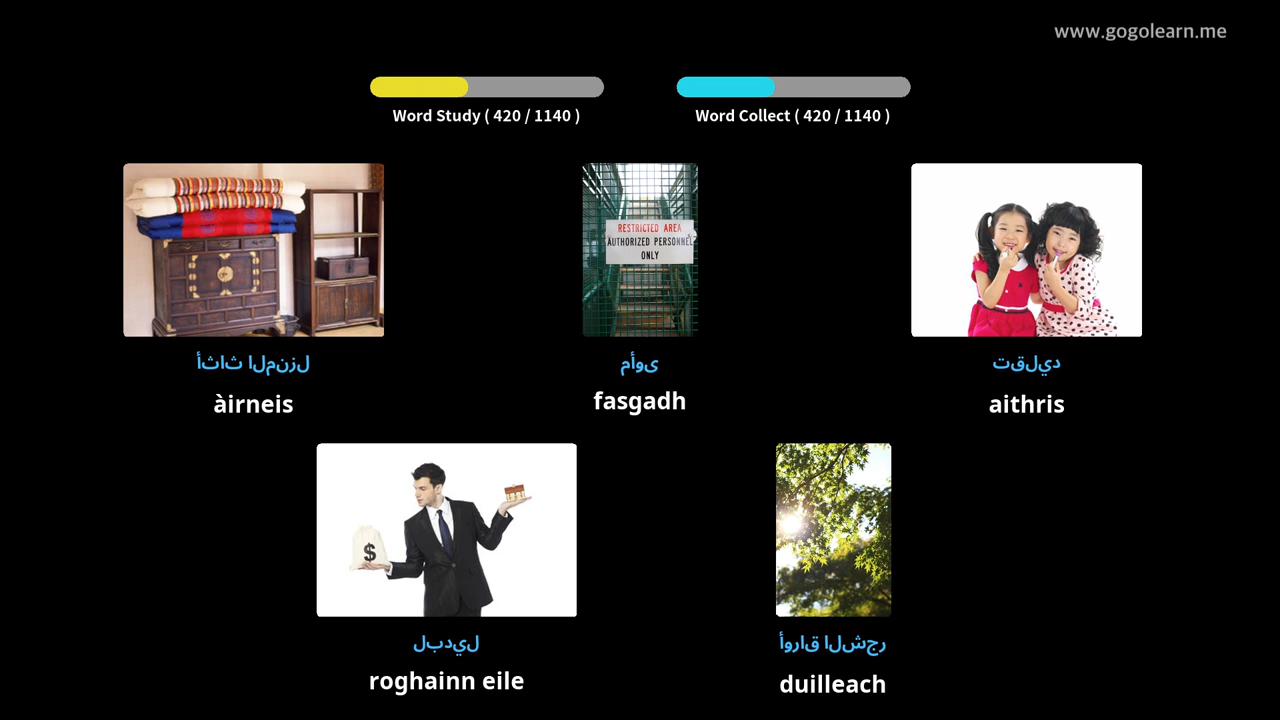 www.gogolearn.me
Word Study ( 420 / 1140 )
Word Collect ( 420 / 1140 )
RESTRICTED AREA
AUTHORIZED PERSONNEL
ONLY
أثاث المنزل
مأوى
تقليد
àirneis
fasgadh
aithris
$
لبديل
أوراق الشجر
roghainn eile
duilleach